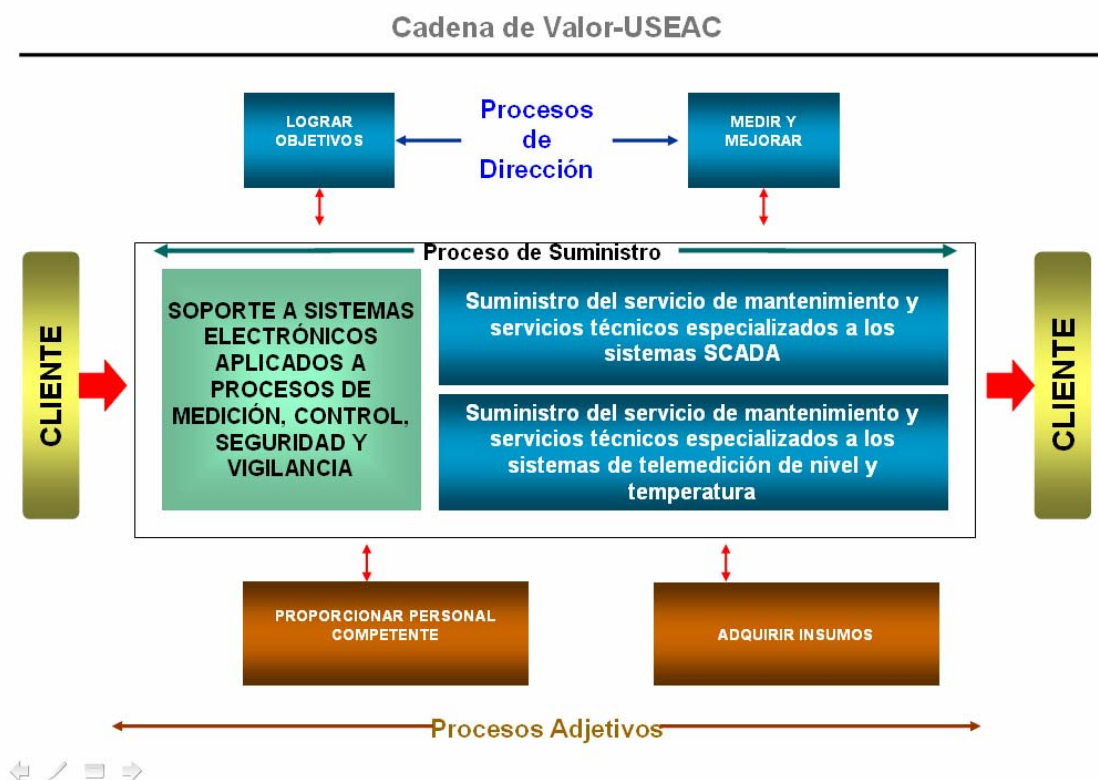 Cadena de Valor-USEAC
LOGRAR
OBJETIVOS
Procesos
de
Dirección
MEDIR Y
MEJORAR
Proceso de Suministro
CLIENTE
SOPORTE A SISTEMAS
ELECTRÓNICOS
APLICADOS A
PROCESOS DE
MEDICIÓN, CONTROL,
SEGURIDAD Y
VIGILANCIA
Suministro del servicio de mantenimiento y
servicios técnicos especializados a los
sistemas SCADA
Suministro del servicio de mantenimiento y
servicios técnicos especializados a los
sistemas de telemedición de nivel y
temperatura
CLIENTE
PROPORCIONAR PERSONAL
COMPETENTE
ADQUIRIR INSUMOS
Procesos Adjetivos